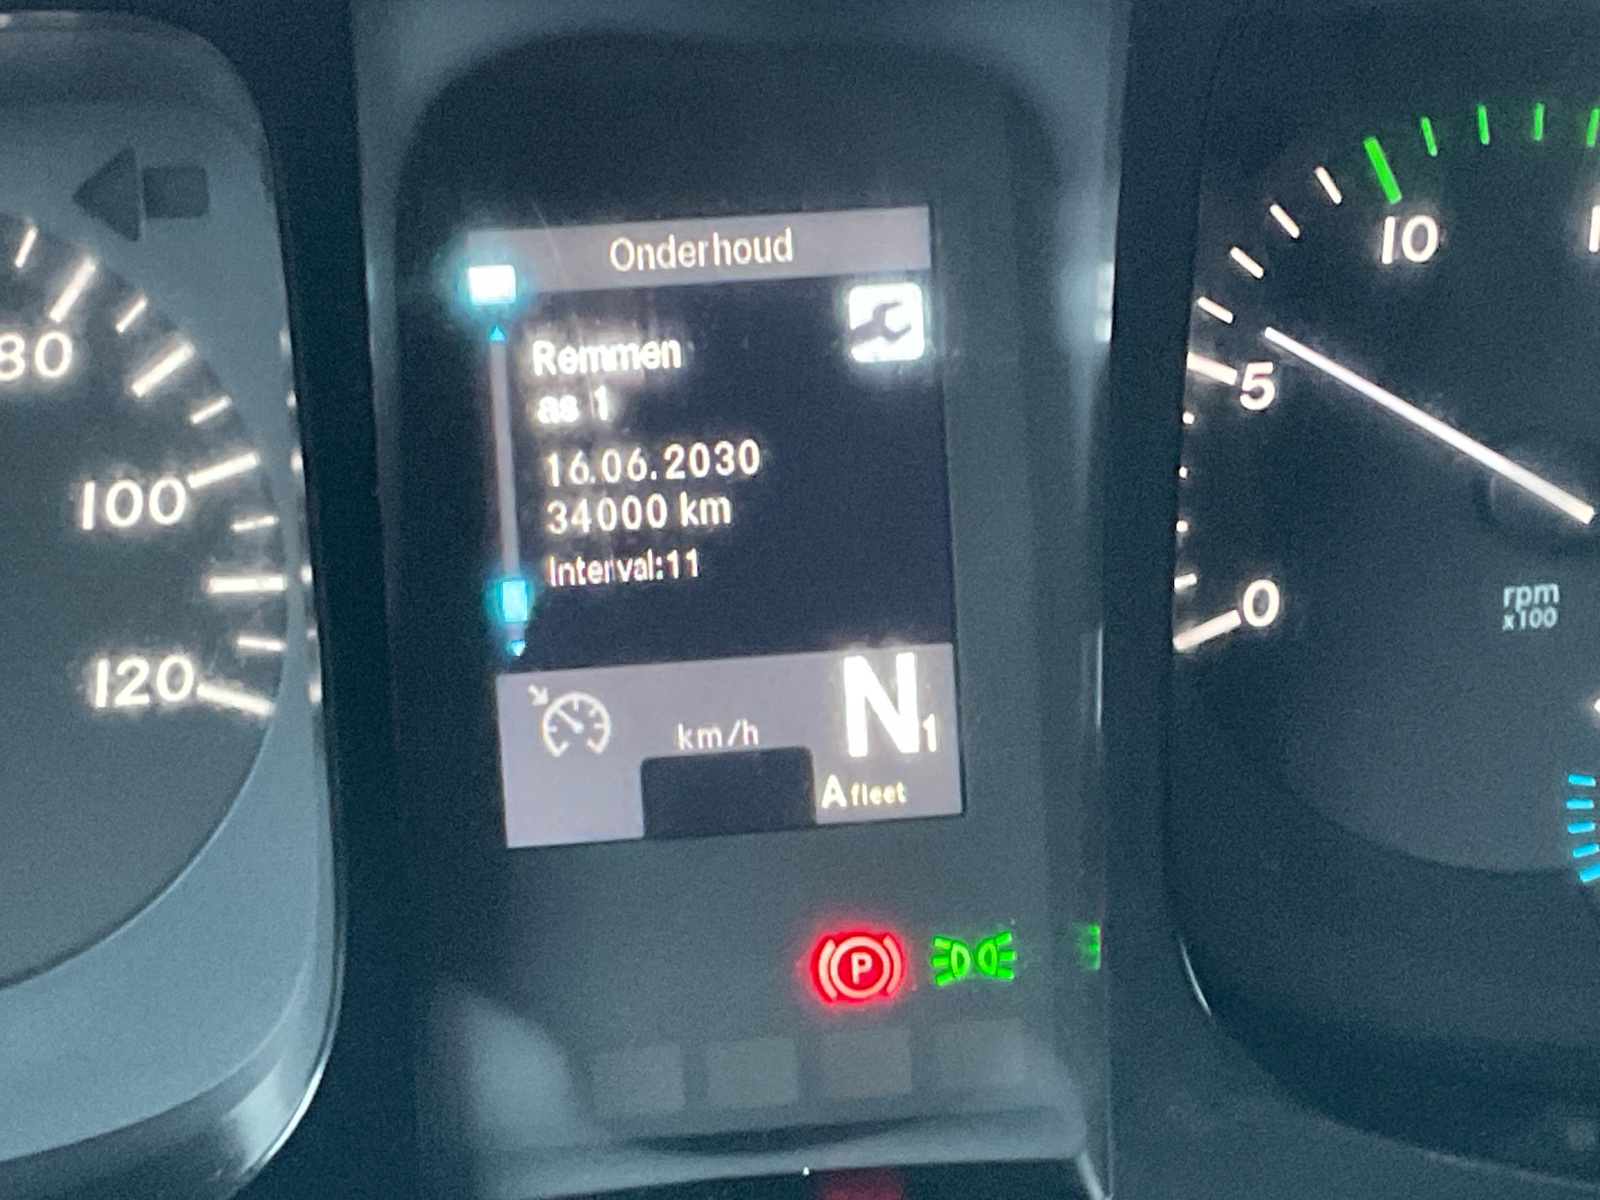 Onderhoud
Remmen
as 1
16.06.2030
34000 km
Interval:11
km/h
N1
A fleet
P
80
100
120
10
5
0
rpm
x100